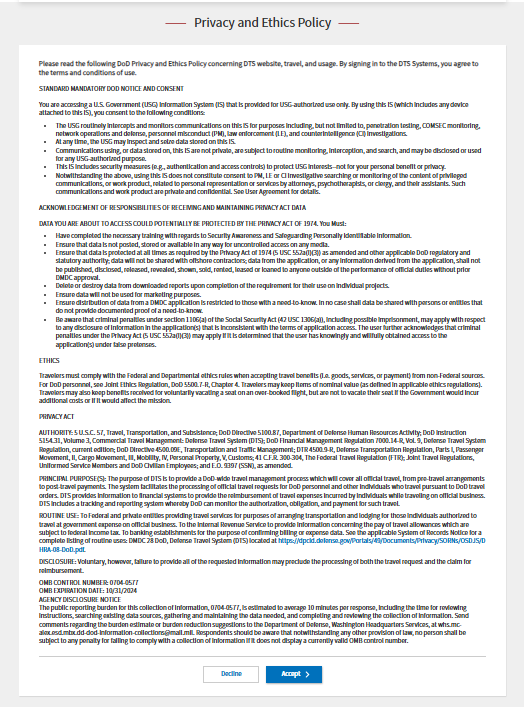 Privacy and Ethics Policy
Please read the following DoD Privacy and Ethics Policy concerning DTS website, travel, and usage. By signing in to the DTS Systems, you agree to
the terms and conditions of use.
STANDARD MANDATORY DOD NOTICE AND CONSENT
You are accessing a U.S. Government (USG) Information System (IS) that is provided for USG-authorized use only. By using this IS (which includes any device
attached to this IS), you consent to the following conditions:
• The USG routinely intercepts and monitors communications on this IS for purposes including, but not limited to, penetration testing, COMSEC monitoring,
network operations and defense, personnel misconduct (PM), law enforcement (LE), and counterintelligence (CI) investigations.
• At any time, the USG may inspect and seize data stored on this IS.
• Communications using, or data stored on, this IS are not private, are subject to routine monitoring, interception, and search, and may be disclosed or used
for any USG-authorized purpose.
• This IS includes security measures (e.g., authentication and access controls) to protect USG interests--not for your personal benefit or privacy.
• Notwithstanding the above, using this IS does not constitute consent to PM, LE or CI investigative searching or monitoring of the content of privileged
communications, or work product, related to personal representation or services by attorneys, psychotherapists, or clergy, and their assistants. Such
communications and work product are private and confidential. See User Agreement for details.
ACKNOWLEDGEMENT OF RESPONSIBILITIES OF RECEIVING AND MAINTAINING PRIVACY ACT DATA
DATA YOU ARE ABOUT TO ACCESS COULD POTENTIALLY BE PROTECTED BY THE PRIVACY ACT OF 1974. You Must:
• Have completed the necessary training with regards to Security Awareness and Safeguarding Personally Identifiable Information.
• Ensure that data is not posted, stored or available in any way for uncontrolled access on any media.
• Ensure that data is protected at all times as required by the Privacy Act of 1974 (5 USC 552a(I)(3)) as amended and other applicable DoD regulatory and
statutory authority; data will not be shared with offshore contractors; data from the application, or any information derived from the application, shall not
be published, disclosed, released, revealed, shown, sold, rented, leased or loaned to anyone outside of the performance of official duties without prior
DMDC approval.
• Delete or destroy data from downloaded reports upon completion of the requirement for their use on individual projects.
• Ensure data will not be used for marketing purposes.
• Ensure distribution of data from a DMDC application is restricted to those with a need-to-know. In no case shall data be shared with persons or entities that
do not provide documented proof of a need-to-know.
• Be aware that criminal penalties under section 1106(a) of the Social Security Act (42 USC 1306(a)), including possible imprisonment, may apply with respect
to any disclosure of information in the application(s) that is inconsistent with the terms of application access. The user further acknowledges that criminal
penalties under the Privacy Act (5 USC 552a(I)(3)) may apply if it is determined that the user has knowingly and willfully obtained access to the
application(s) under false pretenses.
ETHICS
Travelers must comply with the Federal and Departmental ethics rules when accepting travel benefits (i.e. goods, services, or payment) from non-Federal sources.
For DoD personnel, see Joint Ethics Regulation, DoD 5500.7-R, Chapter 4. Travelers may keep items of nominal value (as defined in applicable ethics regulations).
Travelers may also keep benefits received for voluntarily vacating a seat on an over-booked flight, but are not to vacate their seat if the Government would incur
additional costs or if it would affect the mission.
PRIVACY ACT
AUTHORITY: 5 U.S.C. 57, Travel, Transportation, and Subsistence; DoD Directive 5100.87, Department of Defense Human Resources Activity; DoD Instruction
5154.31, Volume 3, Commercial Travel Management: Defense Travel System (DTS); DoD Financial Management Regulation 7000.14-R, Vol. 9, Defense Travel System
Regulation, current edition; DoD Directive 4500.09E, Transportation and Traffic Management; DTR 4500.9-R, Defense Transportation Regulation, Parts I, Passenger
Movement, II, Cargo Movement, III, Mobility, IV, Personal Property, V, Customs; 41 C.F.R. 300-304, The Federal Travel Regulation (FTR); Joint Travel Regulations,
Uniformed Service Members and DoD Civilian Employees; and E.O. 9397 (SSN), as amended.
PRINCIPAL PURPOSE(S): The purpose of DTS is to provide a DoD-wide travel management process which will cover all official travel, from pre-travel arrangements
to post-travel payments. The system facilitates the processing of official travel requests for DoD personnel and other individuals who travel pursuant to DoD travel
orders. DTS provides information to financial systems to provide the reimbursement of travel expenses incurred by individuals while traveling on official business.
DTS includes a tracking and reporting system whereby DoD can monitor the authorization, obligation, and payment for such travel.
ROUTINE USE: To Federal and private entities providing travel services for purposes of arranging transportation and lodging for those individuals authorized to
travel at government expense on official business. To the Internal Revenue Service to provide information concerning the pay of travel allowances which are
subject to federal income tax. To banking establishments for the purpose of confirming billing or expense data. See the applicable System of Records Notice for a
complete listing of routine uses: DMDC 28 DoD, Defense Travel System (DTS) located at https://dpcld.defense.gov/Portals/49/Documents/Privacy/SORNs/OSDJS/D
HRA-08-DoD.pdf.
DISCLOSURE: Voluntary, however, failure to provide all of the requested information may preclude the processing of both the travel request and the claim for
reimbursement.
OMB CONTROL NUMBER: 0704-0577
OMB EXPIRATION DATE: 10/31/2024
AGENCY DISCLOSURE NOTICE
The public reporting burden for this collection of information, 0704-0577, is estimated to average 10 minutes per response, including the time for reviewing
instructions, searching existing data sources, gathering and maintaining the data needed, and completing and reviewing the collection of information. Send
comments regarding the burden estimate or burden reduction suggestions to the Department of Defense, Washington Headquarters Services, at whs.mc-
alex.esd.mbx.dd-dod-information-collections@mail.mil. Respondents should be aware that notwithstanding any other provision of law, no person shall be
subject to any penalty for failing to comply with a collection of information if it does not display a currently valid OMB control number.
Decline
Accept